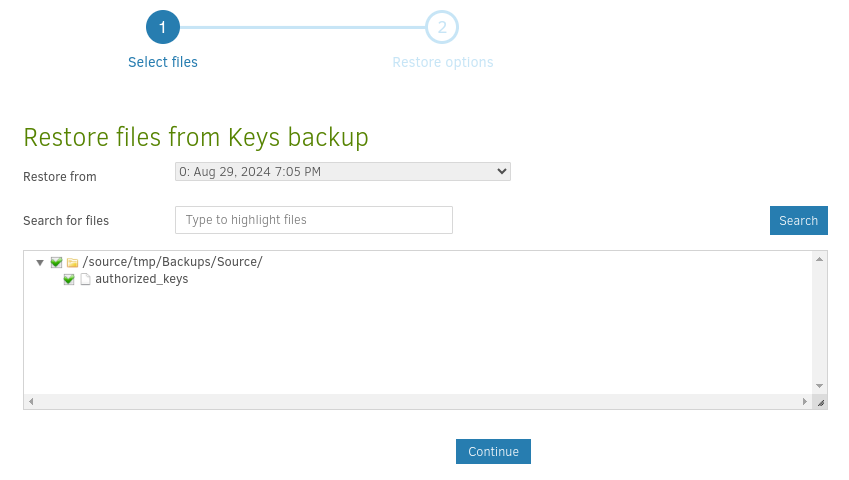 1
2
Select files
Restore options
Restore files from Keys backup
Restore from
0: Aug 29, 2024 7:05 PM
Search for files
Type to highlight files
Search
/source/tmp/Backups/Source/
authorized_keys
Continue